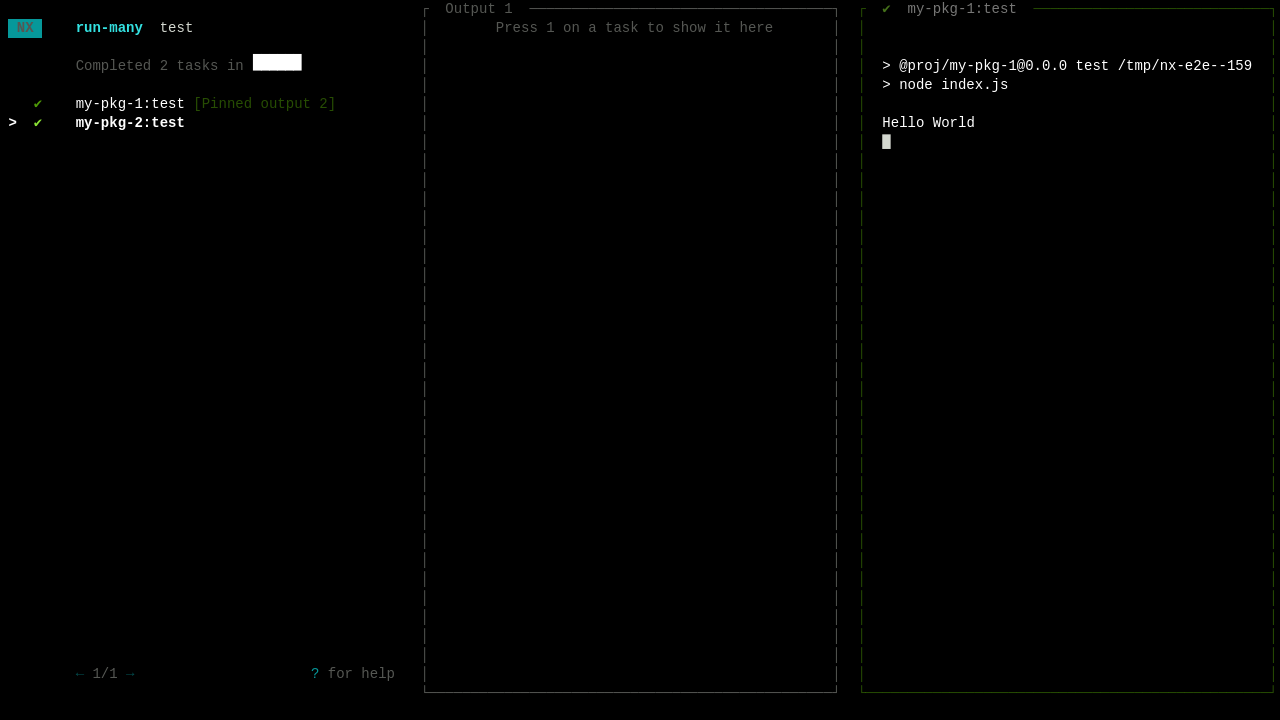 NX run-many test
Completed 2 tasks in
✔ my-pkg-1:test [Pinned output 2]
> ✔ my-pkg-2:test
← 1/1 → ? for help
Output 1
Press 1 on a task to show it here
✔ my-pkg-1:test
> @proj/my-pkg-1@0.0.0 test /tmp/nx-e2e--159
> node index.js
Hello World